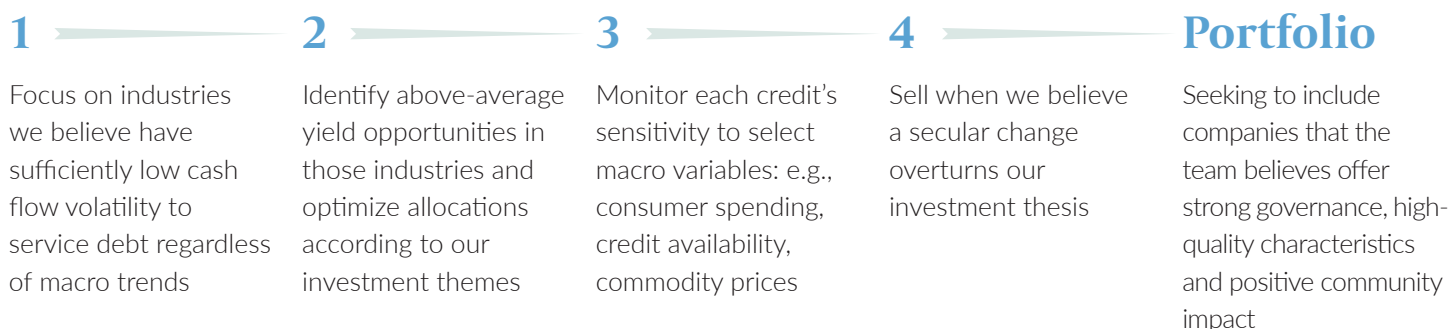 1
Focus on industries
we believe have
sufficiently low cash
flow volatility to
service debt regardless
of macro trends
2
Identify above-average
yield opportunities in
those industries and
optimize allocations
according to our
investment themes
3
Monitor each credit’s
sensitivity to select
macro variables: e.g.,
consumer spending,
credit availability,
commodity prices
4
Sell when we believe
a secular change
overturns our
investment thesis
Portfolio
Seeking to include
companies that the
team believes offer
strong governance, high-
quality characteristics
and positive community
impact